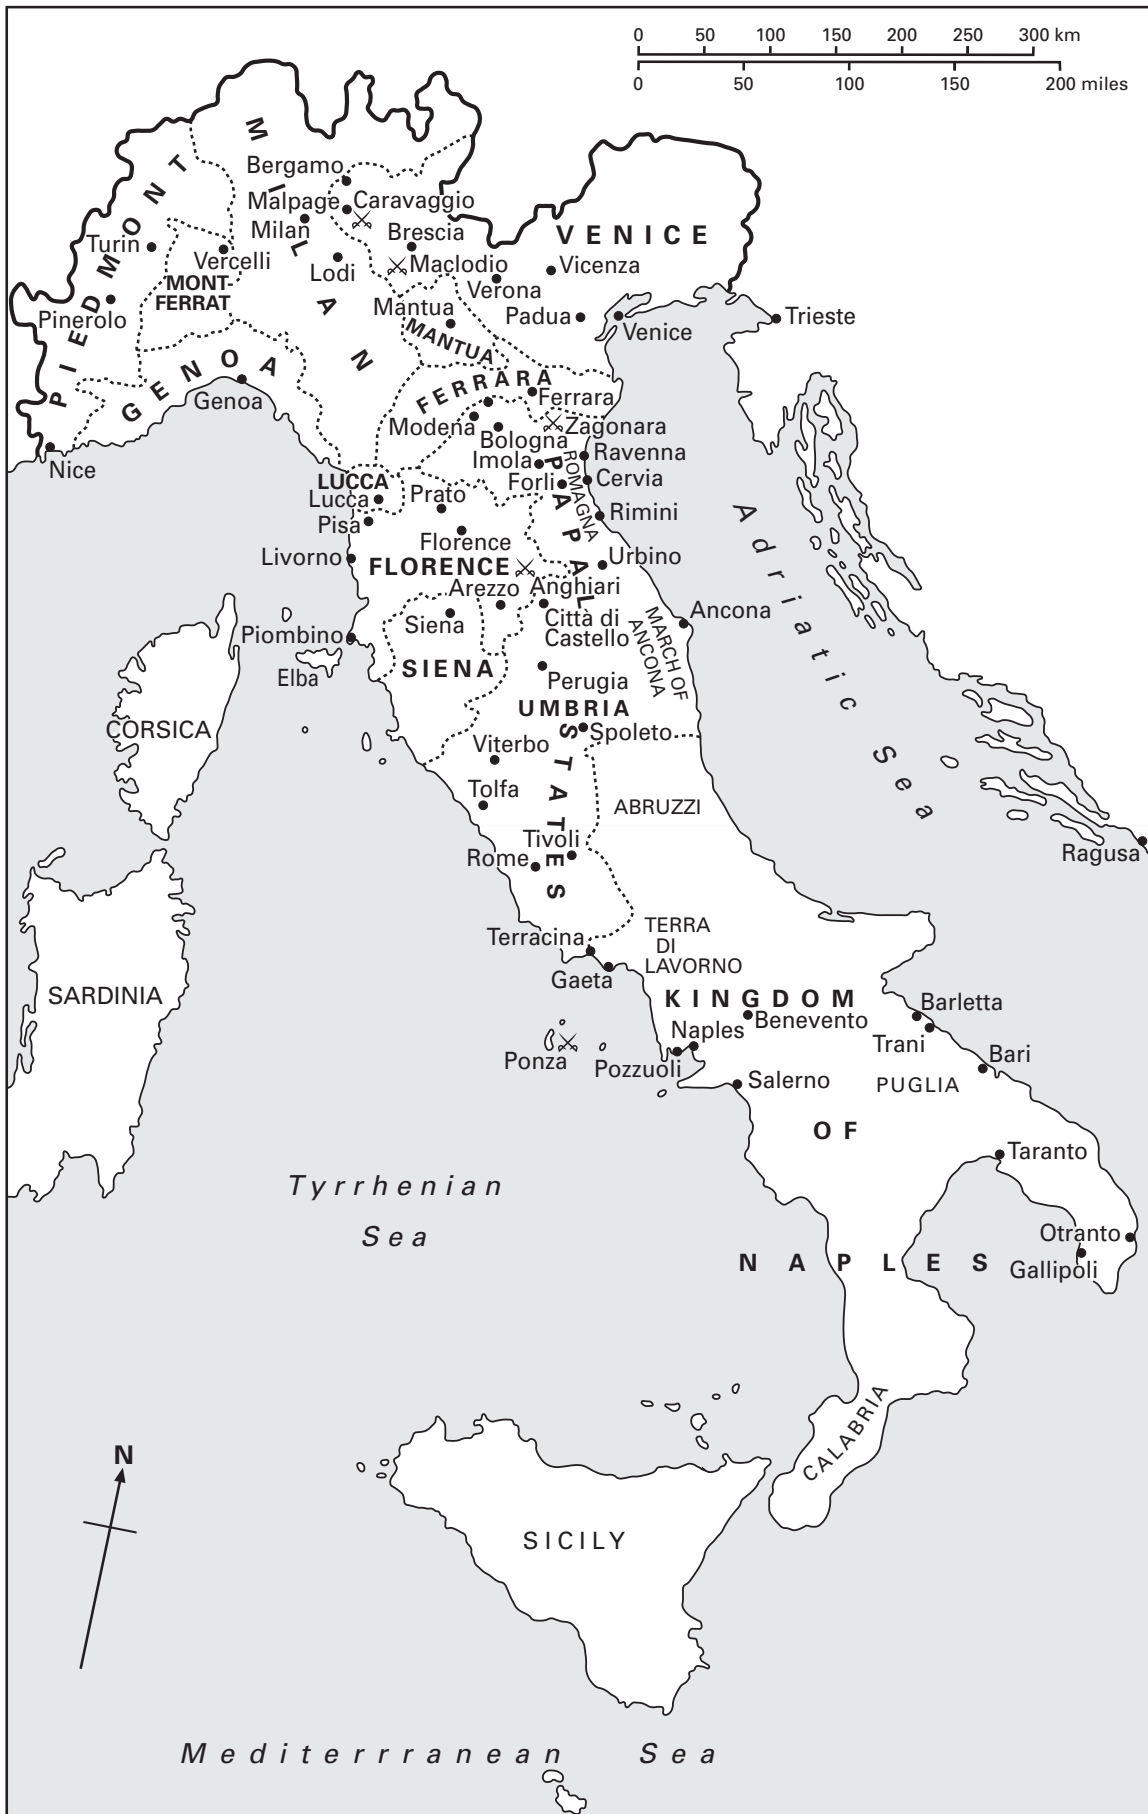 0 50 100 150 200 250 300 km
0 50 100 150 200 miles
MILAN
PIEDMONT
Bergamo
Malpage
Caravaggio
Milan
Brescia
VENICE
Turin
Vercelli
Lodi
Maclodio
Vicenza
Verona
MONT-
FERRAT
Pinerolo
Mantua
MANTUA
Padua
Venice
Trieste
GENOA
Genoa
FERRARA
Ferrara
Modena
Zagonara
Bologna
Nice
Imola
ROMAGNA
Ravenna
LUCCA
Lucca
Prato
Forli
Cervia
Pisa
Rimini
Florence
Livorno
FLORENCE
Urbino
Arezzo
Anghiari
PAPAL
Adriatic Sea
Siena
Città di
Castello
Ancona
MARCH OF
ANCONA
Piombino
Elba
SIENA
Perugia
UMBRIA
CORSICA
Spoleto
Viterbo
STATES
Tolfa
ABRUZZI
Tivoli
Rome
Ragusa
Terracina
TERRA
DI
LAVORNO
Gaeta
SARDINIA
KINGDOM
Barletta
Benevento
Naples
Trani
Ponza
Pozzuoli
Bari
Salerno
PUGLIA
OF
Taranto
Tyrrhenian
Sea
Otranto
NAPLES
Gallipoli
CALABRIA
N
SICILY
Mediterrranean Sea